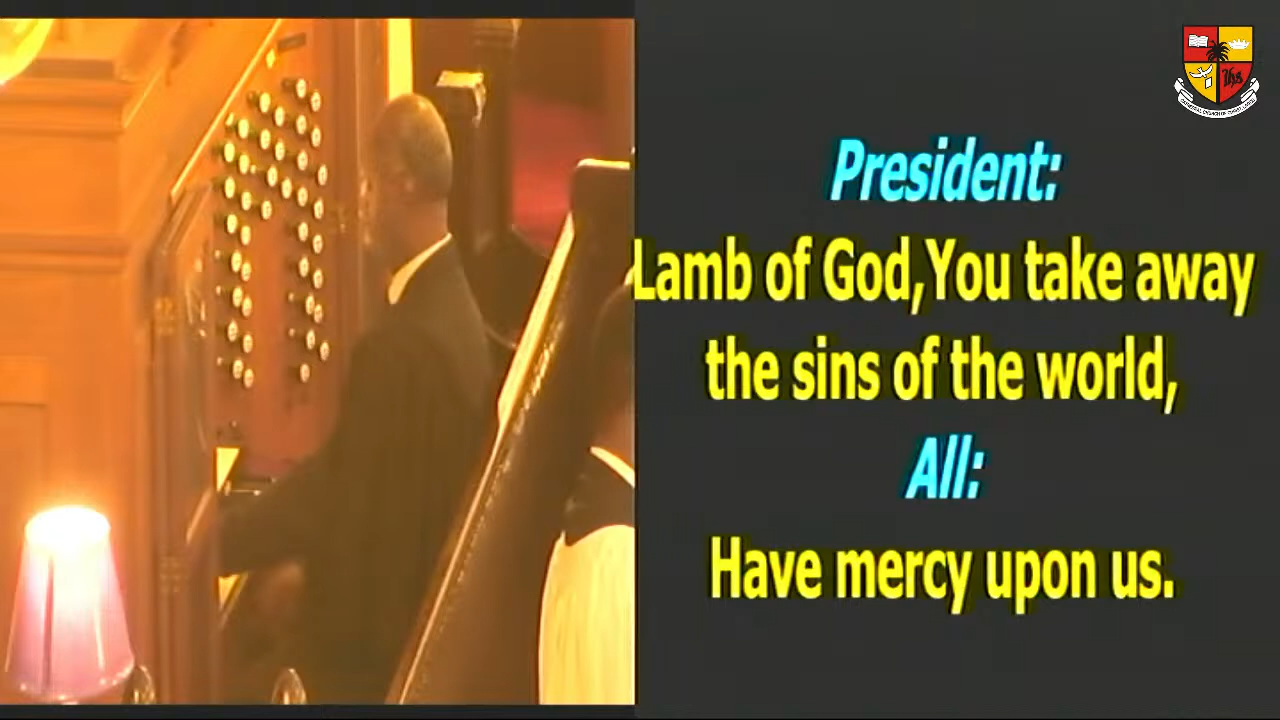 President:
Lamb of God,You take away
the sins of the world,
All:
Have mercy upon us.